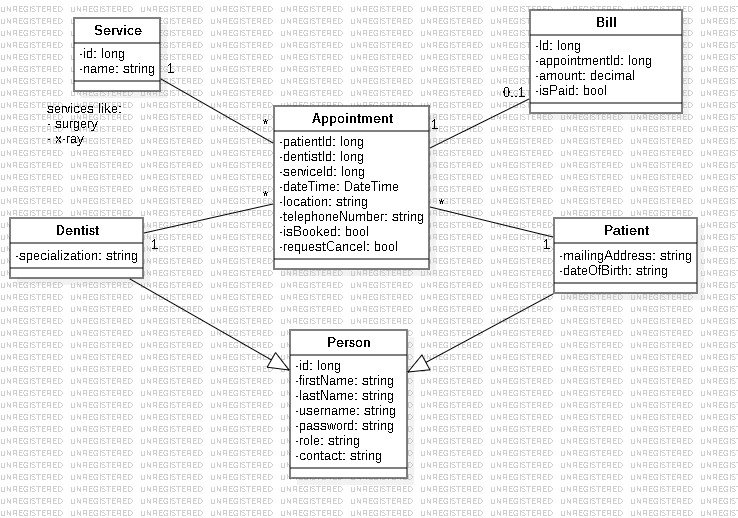 Service
-id: long
-name: string
1
services like:
- surgery
- x-ray
Bill
-Id: long
-appointmentId: long
-amount: decimal
-isPaid: bool
0..1
Appointment
-patientId: long
-dentistId: long
-serviceId: long
-dateTime: DateTime
-location: string
-telephoneNumber: string
-isBooked: bool
-requestCancel: bool
*
1
*
*
Dentist
-specialization: string
1
Patient
-mailingAddress: string
-dateOfBirth: string
1
Person
-id: long
-firstName: string
-lastName: string
-username: string
-password: string
-role: string
-contact: string
UNREGISTERED